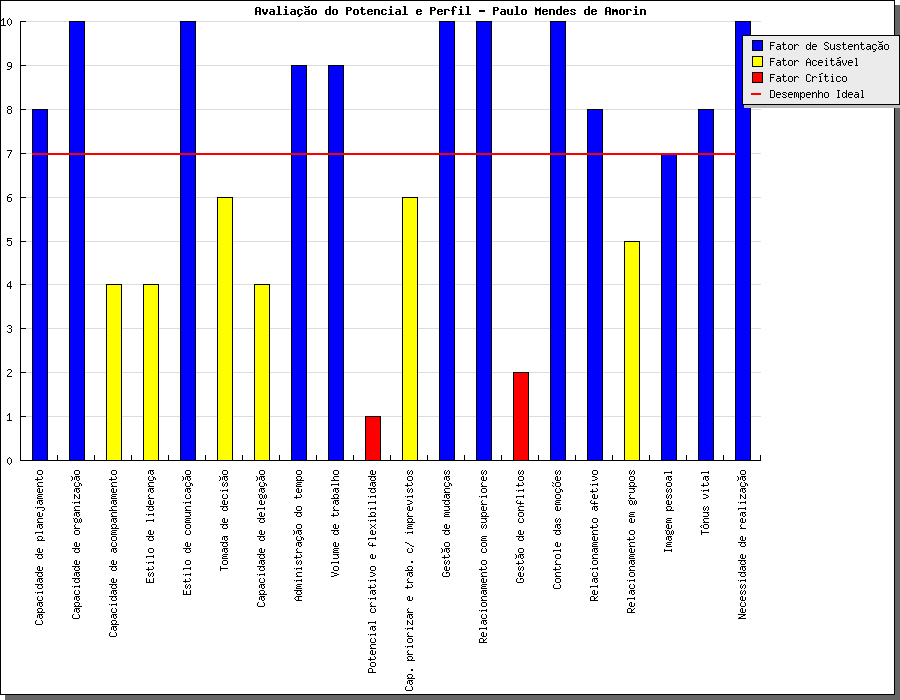 Avaliação do Potencial e Perfil - Paulo Mendes de Amorin
10
9
8
7
6
5
4
3
2
1
0
Fator de Sustentação
Fator Aceitável
Fator Crítico
Desempenho Ideal
Capacidade de planejamento
Capacidade de organização
Capacidade de acompanhamento
Estilo de liderança
Estilo de comunicação
Tomada de decisão
Capacidade de delegação
Administração do tempo
Volume de trabalho
Potencial criativo e flexibilidade
Cap. priorizar e trab. c/ imprevistos
Gestão de mudanças
Relacionamento com superiores
Gestão de conflitos
Controle das emoções
Relacionamento afetivo
Relacionamento em grupos
Imagem pessoal
Tônus vital
Necessidade de realização